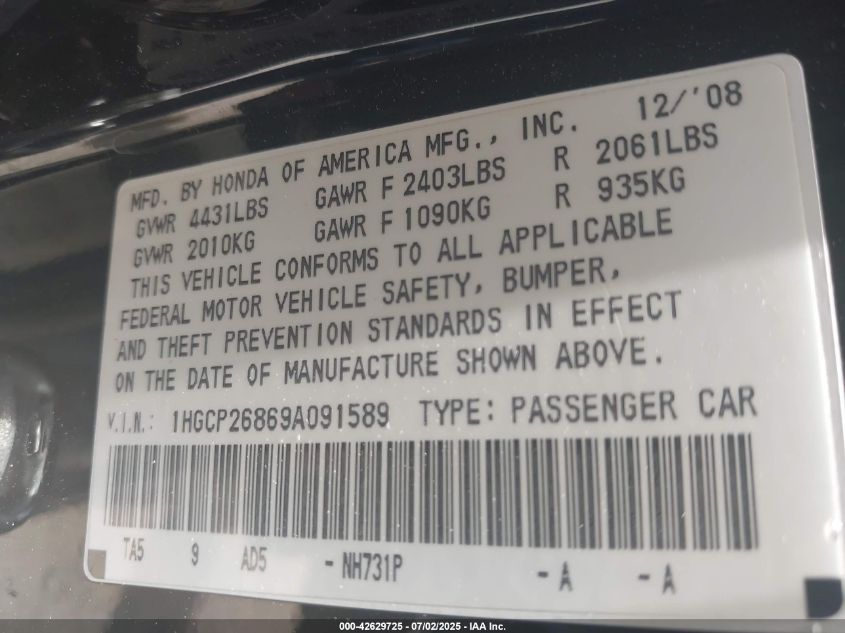 MFD. BY HONDA OF AMERICA MFG., INC. 12/'08
GVWR 4431LBS GAWR F 2403LBS R 2061LBS
GVWR 2010KG GAWR F 1090KG R 935KG
THIS VEHICLE CONFORMS TO ALL APPLICABLE
FEDERAL MOTOR VEHICLE SAFETY, BUMPER,
AND THEFT PREVENTION STANDARDS IN EFFECT
ON THE DATE OF MANUFACTURE SHOWN ABOVE.
V.I.N.: 1HGCP26869A091589 TYPE: PASSENGER CAR
TA5 9 AD5 -NH731P -A -A
000-42629725 - 07/02/2025 - IAA Inc.